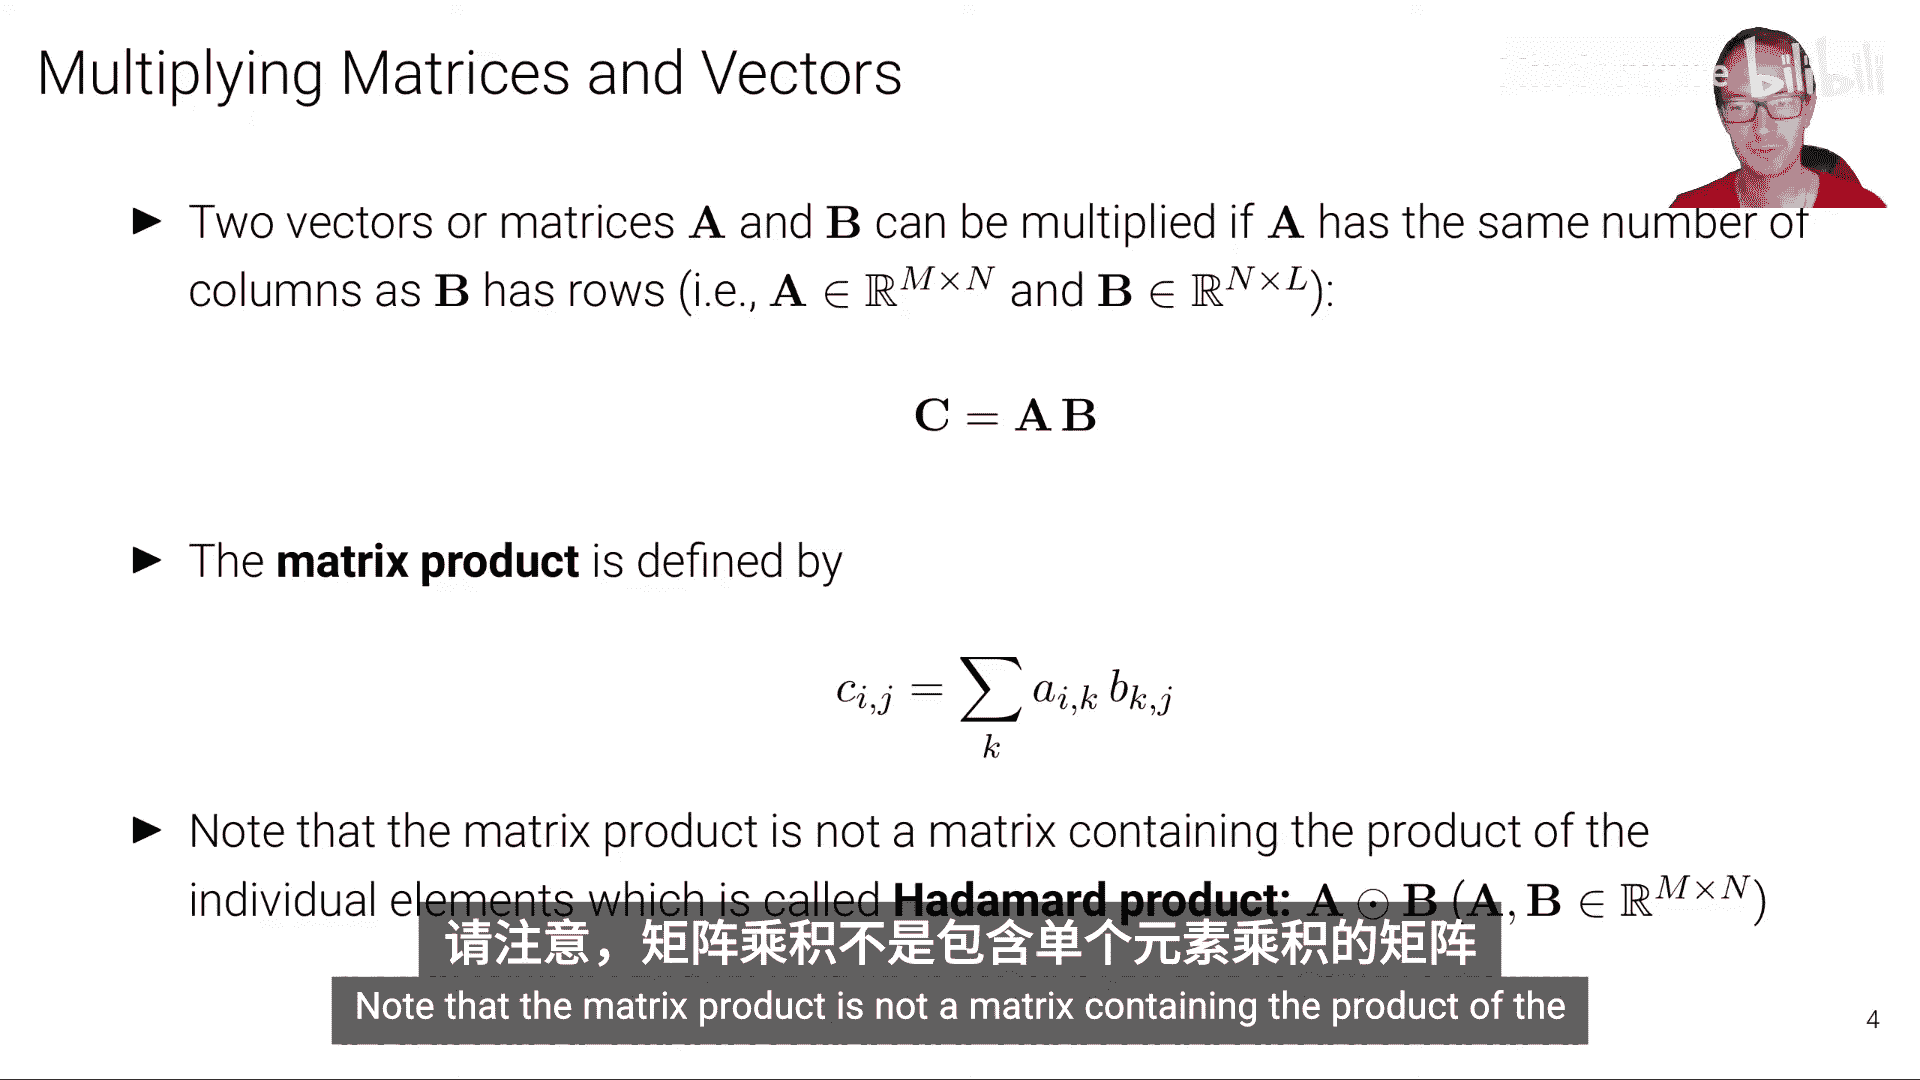 Multiplying Matrices and Vectors
bilibili
► Two vectors or matrices A and B can be multiplied if A has the same number of
columns as B has rows (i.e., A ∈ ℝ^{M×N} and B ∈ ℝ^{N×L}):
C = A B
► The matrix product is defined by
c_{i,j} = ∑_k a_{i,k} b_{k,j}
► Note that the matrix product is not a matrix containing the product of the
individual elements which is called Hadamard product: A ⊙ B (A, B ∈ ℝ^{M×N})
请注意，矩阵乘积不是包含单个元素乘积的矩阵
Note that the matrix product is not a matrix containing the product of the
4